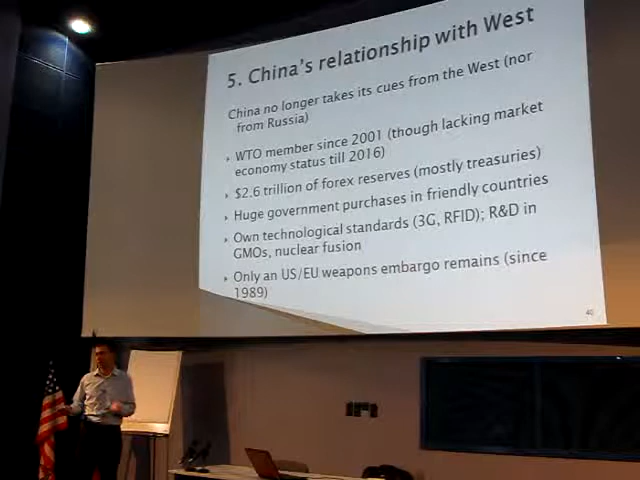 5. China's relationship with West
China no longer takes its cues from the West (nor
from Russia)
WTO member since 2001 (though lacking market
economy status till 2016)
$2.6 trillion of forex reserves (mostly treasuries)
Huge government purchases in friendly countries
Own technological standards (3G, RFID); R&D in
GMOs, nuclear fusion
Only an US/EU weapons embargo remains (since
1989)
40